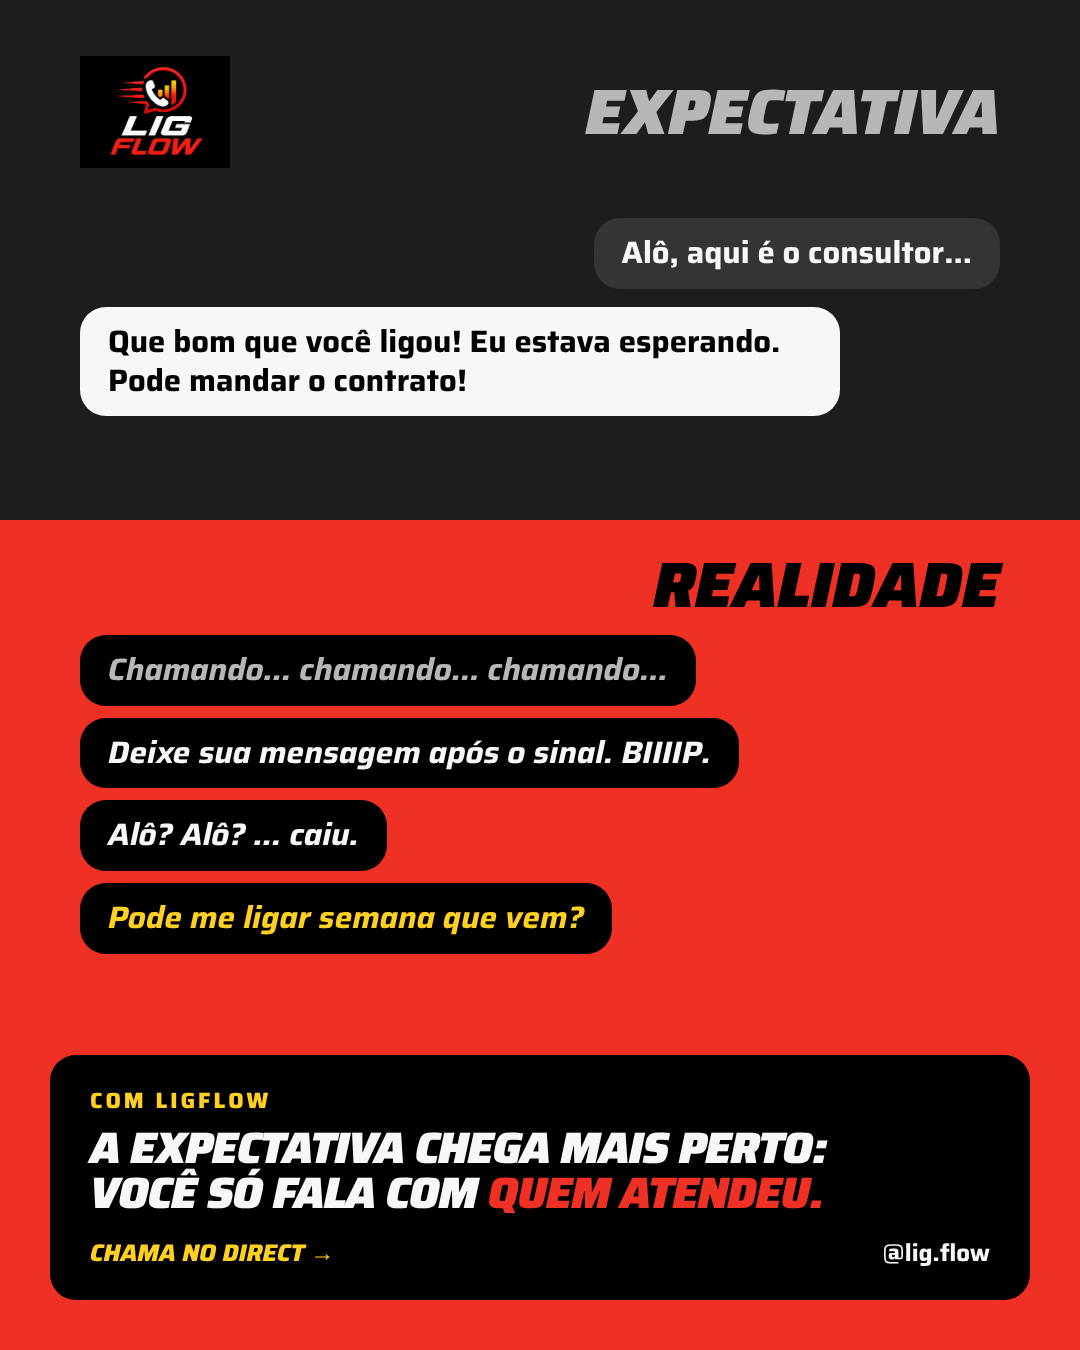 LIG
FLOW
EXPECTATIVA
Alô, aqui é o consultor...
Que bom que você ligou! Eu estava esperando.
Pode mandar o contrato!
REALIDADE
Chamando... chamando... chamando...
Deixe sua mensagem após o sinal. BIIIIP.
Alô? Alô? ... caiu.
Pode me ligar semana que vem?
COM LIGFLOW
A EXPECTATIVA CHEGA MAIS PERTO:
VOCÊ SÓ FALA COM QUEM ATENDEU.
CHAMA NO DIRECT →
@lig.flow